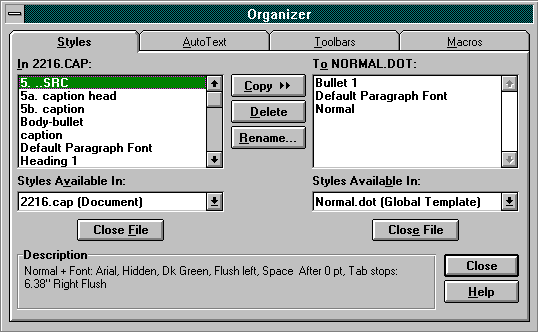 Organizer
Styles
AutoText
Toolbars
Macros
In 2216.CAP:
5. ..SRC
5a. caption head
5b. caption
Body-bullet
caption
Default Paragraph Font
Heading 1
Copy
Delete
Rename...
To NORMAL.DOT:
Bullet 1
Default Paragraph Font
Normal
Styles Available In:
2216.cap (Document)
Close File
Styles Available In:
Normal.dot (Global Template)
Close File
Description
Normal + Font: Arial, Hidden, Dk Green, Flush left, Space After 0 pt, Tab stops:
6.38" Right Flush
Close
Help